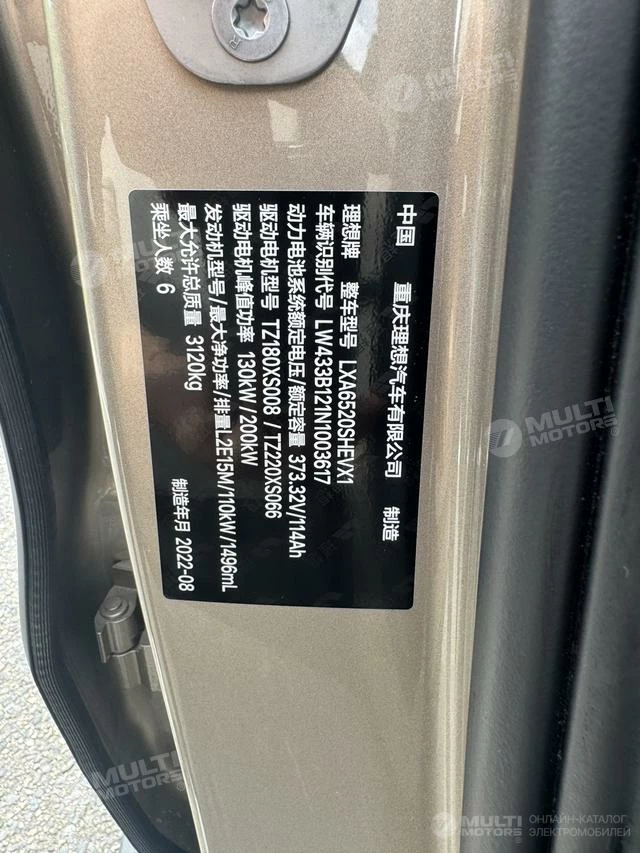 中国 重庆理想汽车有限公司 制造
理想牌 整车型号 LXA6520SHEVX1
车辆识别代号 LW433B121N1003617
动力电池系统额定电压/额定容量 373.32V/114Ah
驱动电机型号 TZ180XS008 / TZ220XS066
驱动电机峰值功率 130kW/200kW
发动机型号/最大净功率/排量L2E15M/110kW/1496mL
最大允许总质量 3120kg
乘坐人数 6 制造年月 2022-08
R
MULTI MOTORS
MULTI MOTORS
MULTI MOTORS
MULTI MOTORS
MULTI MOTORS
ОНЛАЙН-КАТАЛОГ
ЭЛЕКТРОМОБИЛЕЙ